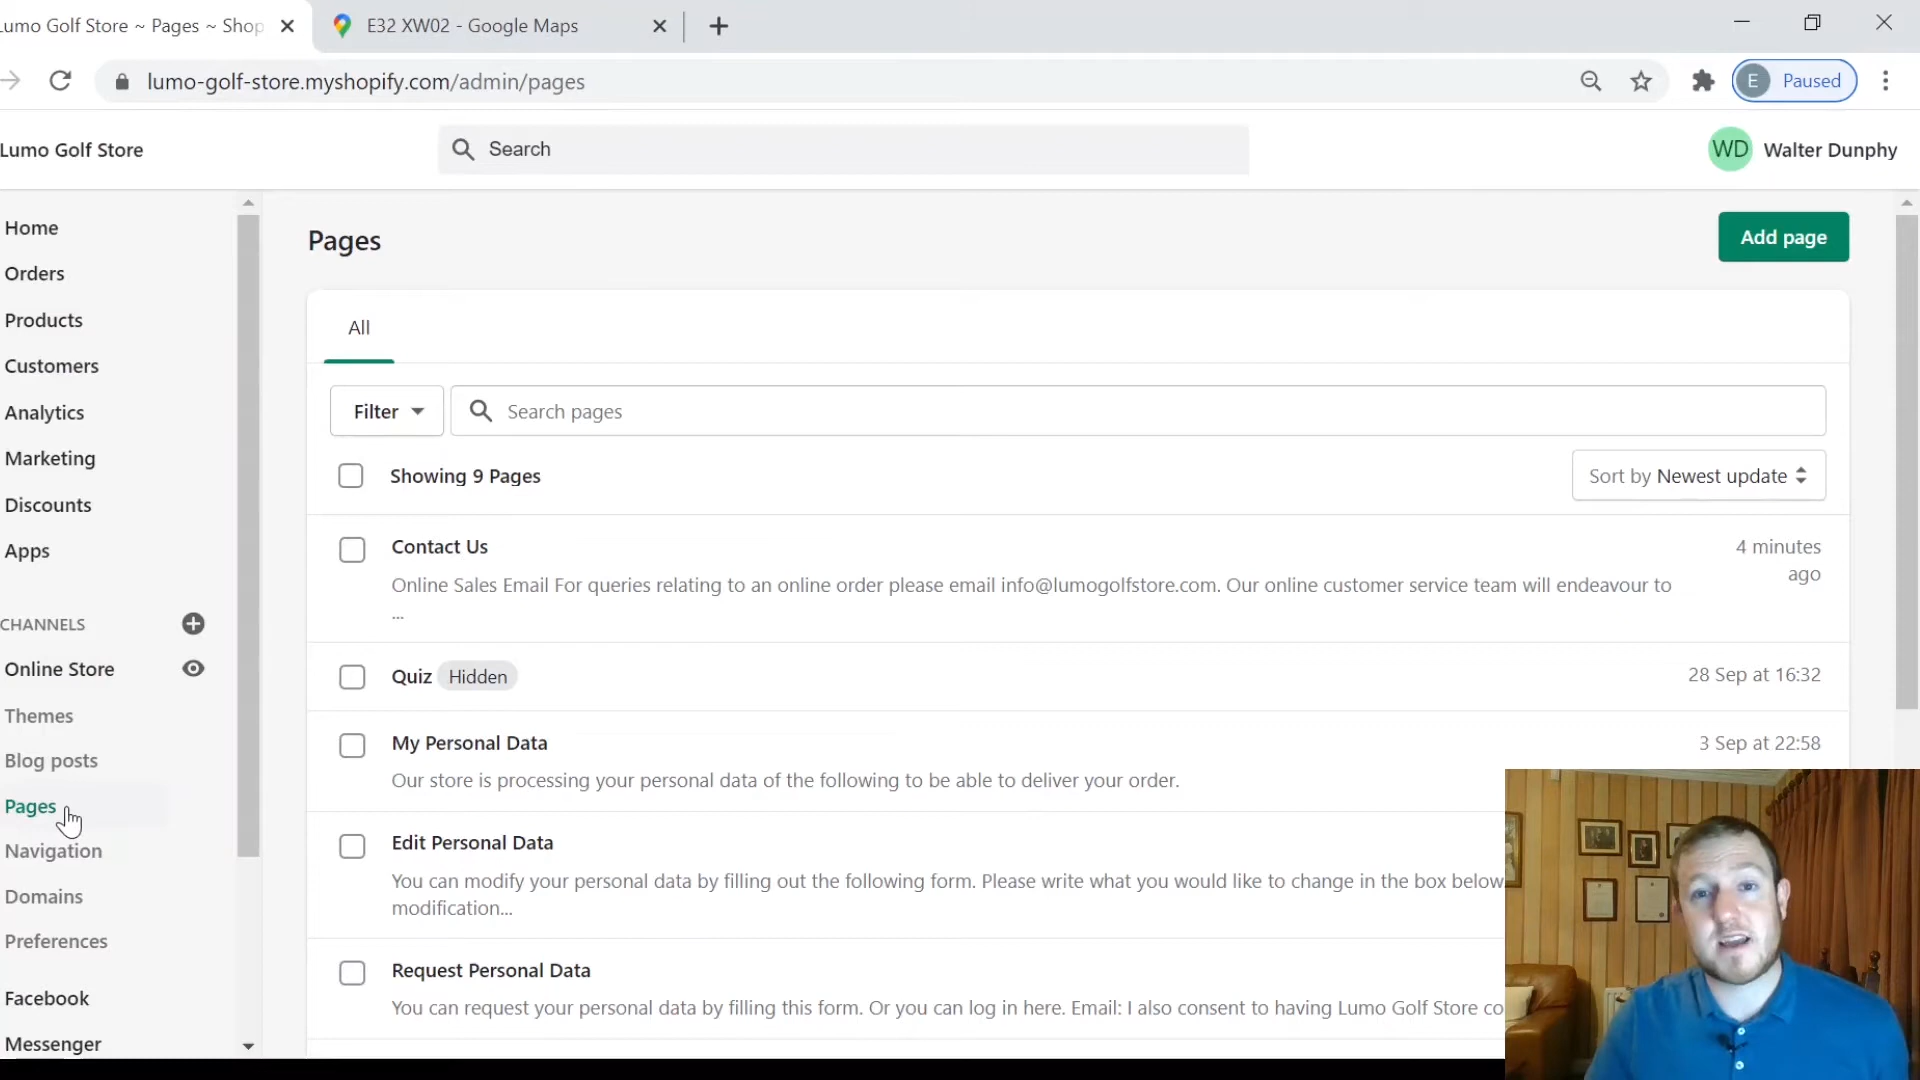 Lumo Golf Store ~ Pages ~ Shop
E32 XW02 - Google Maps
lumo-golf-store.myshopify.com/admin/pages
E Paused
Lumo Golf Store
Search
WD Walter Dunphy
Home
Orders
Products
Customers
Analytics
Marketing
Discounts
Apps
CHANNELS
Online Store
Themes
Blog posts
Pages
Navigation
Domains
Preferences
Facebook
Messenger
Pages
Add page
All
Filter
Search pages
Showing 9 Pages
Sort by Newest update
Contact Us
4 minutes
ago
Online Sales Email For queries relating to an online order please email info@lumogolfstore.com. Our online customer service team will endeavour to
...
Quiz Hidden
28 Sep at 16:32
My Personal Data
3 Sep at 22:58
Our store is processing your personal data of the following to be able to deliver your order.
Edit Personal Data
You can modify your personal data by filling out the following form. Please write what you would like to change in the box below
modification...
Request Personal Data
You can request your personal data by filling this form. Or you can log in here. Email: I also consent to having Lumo Golf Store co